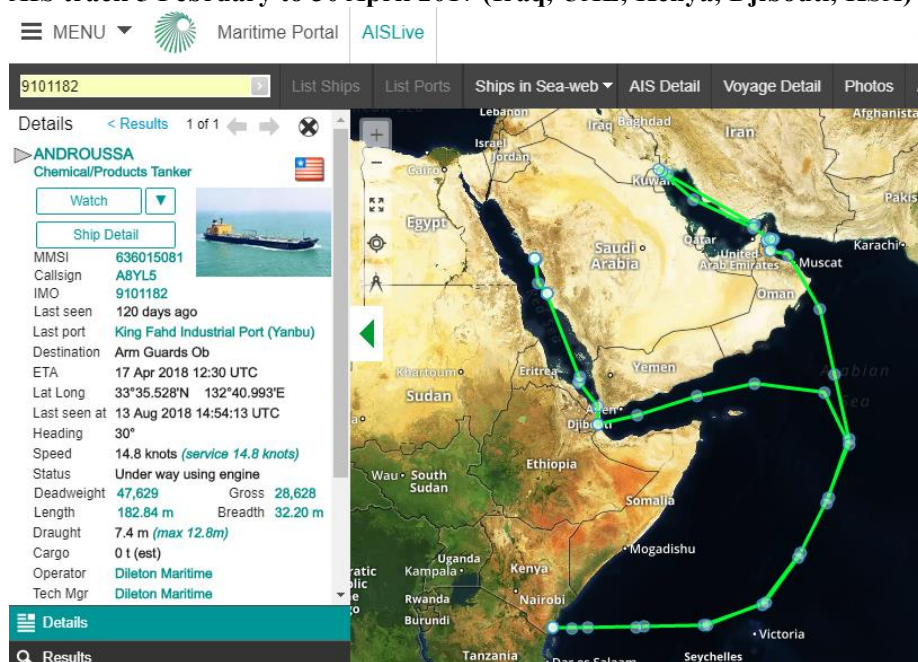 AIS track 3 February to 30 April 2017 (Iraq, UAE, Kenya, Djibouti, KSA)
MENU
Maritime Portal
AISLive
9101182
List Ships
List Ports
Ships in Sea-web
AIS Detail
Voyage Detail
Photos
Details
< Results
1 of 1
ANDROUSSA
Chemical/Products Tanker
Watch
Ship Detail
MMSI 636015081
Callsign A8YL5
IMO 9101182
Last seen 120 days ago
Last port King Fahd Industrial Port (Yanbu)
Destination Arm Guards Ob
ETA 17 Apr 2018 12:30 UTC
Lat Long 33°35.528'N 132°40.993'E
Last seen at 13 Aug 2018 14:54:13 UTC
Heading 30°
Speed 14.8 knots (service 14.8 knots)
Status Under way using engine
Deadweight 47,629 Gross 28,628
Length 182.84 m Breadth 32.20 m
Draught 7.4 m (max 12.8m)
Cargo 0 t (est)
Operator Dileton Maritime
Tech Mgr Dileton Maritime
Details
Results
Lebanon
Iraq
Baghdad
Iran
Afghanista
Israel
Jordan
Cairo
Kuwait
Pakis
Egypt
Saudi
Arabia
Qatar
United
Arab Emirates
Muscat
Karachi
Oman
Khartoum
Eritrea
Yemen
Arabian
Sea
Sudan
Aden
Djibouti
Ethiopia
Wau
South
Sudan
Somalia
Uganda
Kampala
Kenya
Mogadishu
ratic
blic
Rwanda
Nairobi
Burundi
Victoria
Tanzania
Dar es Salaam
Seychelles